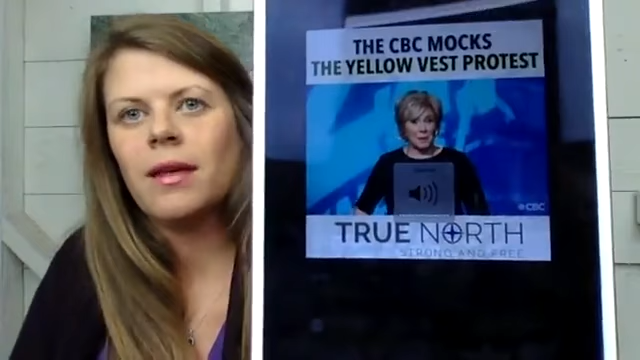 THE CBC MOCKS
THE YELLOW VEST PROTEST
CBC
TRUE NORTH
STRONG AND FREE